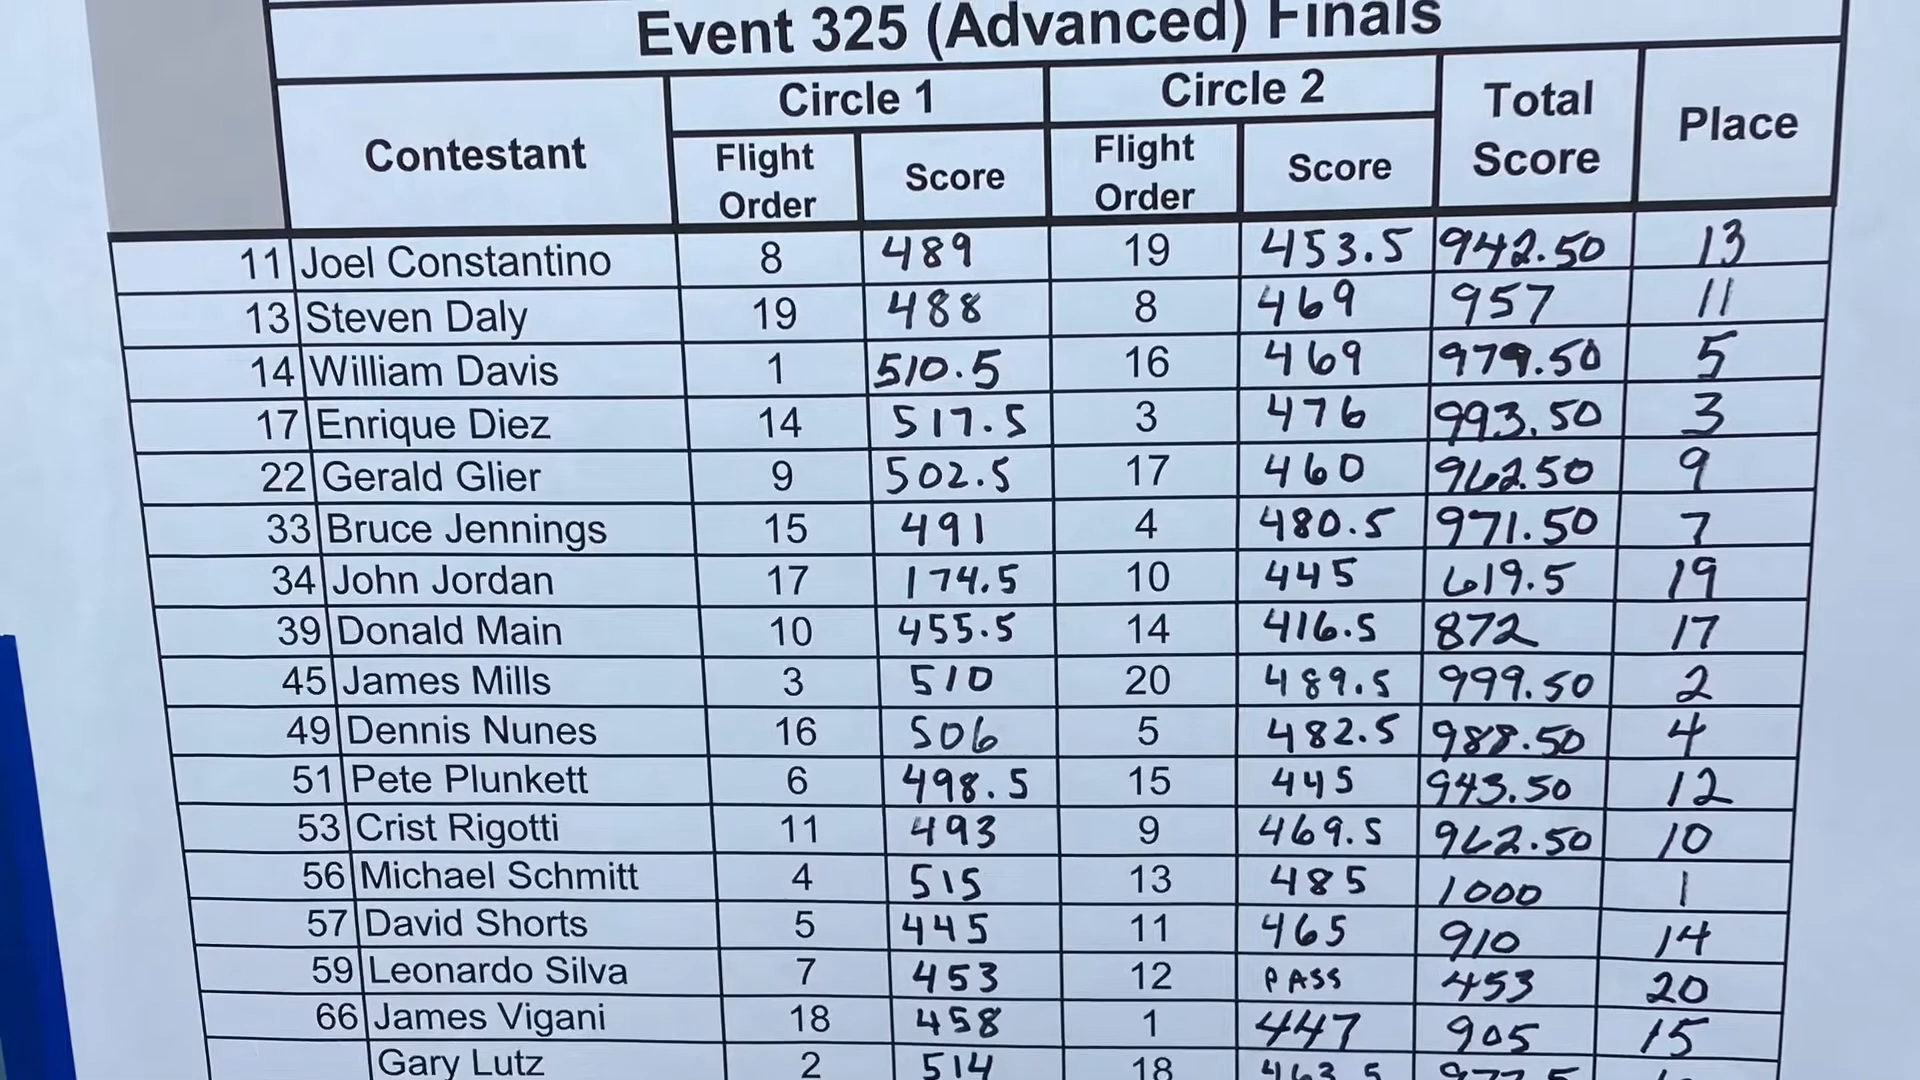 Event 325 (Advanced) Finals
Contestant Circle 1 Circle 2 Total Score Place
Flight Order Score Flight Order Score
11 Joel Constantino 8 489 19 453.5 942.50 13
13 Steven Daly 19 488 8 469 957 11
14 William Davis 1 510.5 16 469 979.50 5
17 Enrique Diez 14 517.5 3 476 993.50 3
22 Gerald Glier 9 502.5 17 460 962.50 9
33 Bruce Jennings 15 491 4 480.5 971.50 7
34 John Jordan 17 174.5 10 445 619.5 19
39 Donald Main 10 455.5 14 416.5 872 17
45 James Mills 3 510 20 489.5 999.50 2
49 Dennis Nunes 16 506 5 482.5 988.50 4
51 Pete Plunkett 6 498.5 15 445 943.50 12
53 Crist Rigotti 11 493 9 469.5 962.50 10
56 Michael Schmitt 4 515 13 485 1000 1
57 David Shorts 5 445 11 465 910 14
59 Leonardo Silva 7 453 12 PASS 453 20
66 James Vigani 18 458 1 447 905 15
Gary Lutz 2 514 18 463.5 977.5